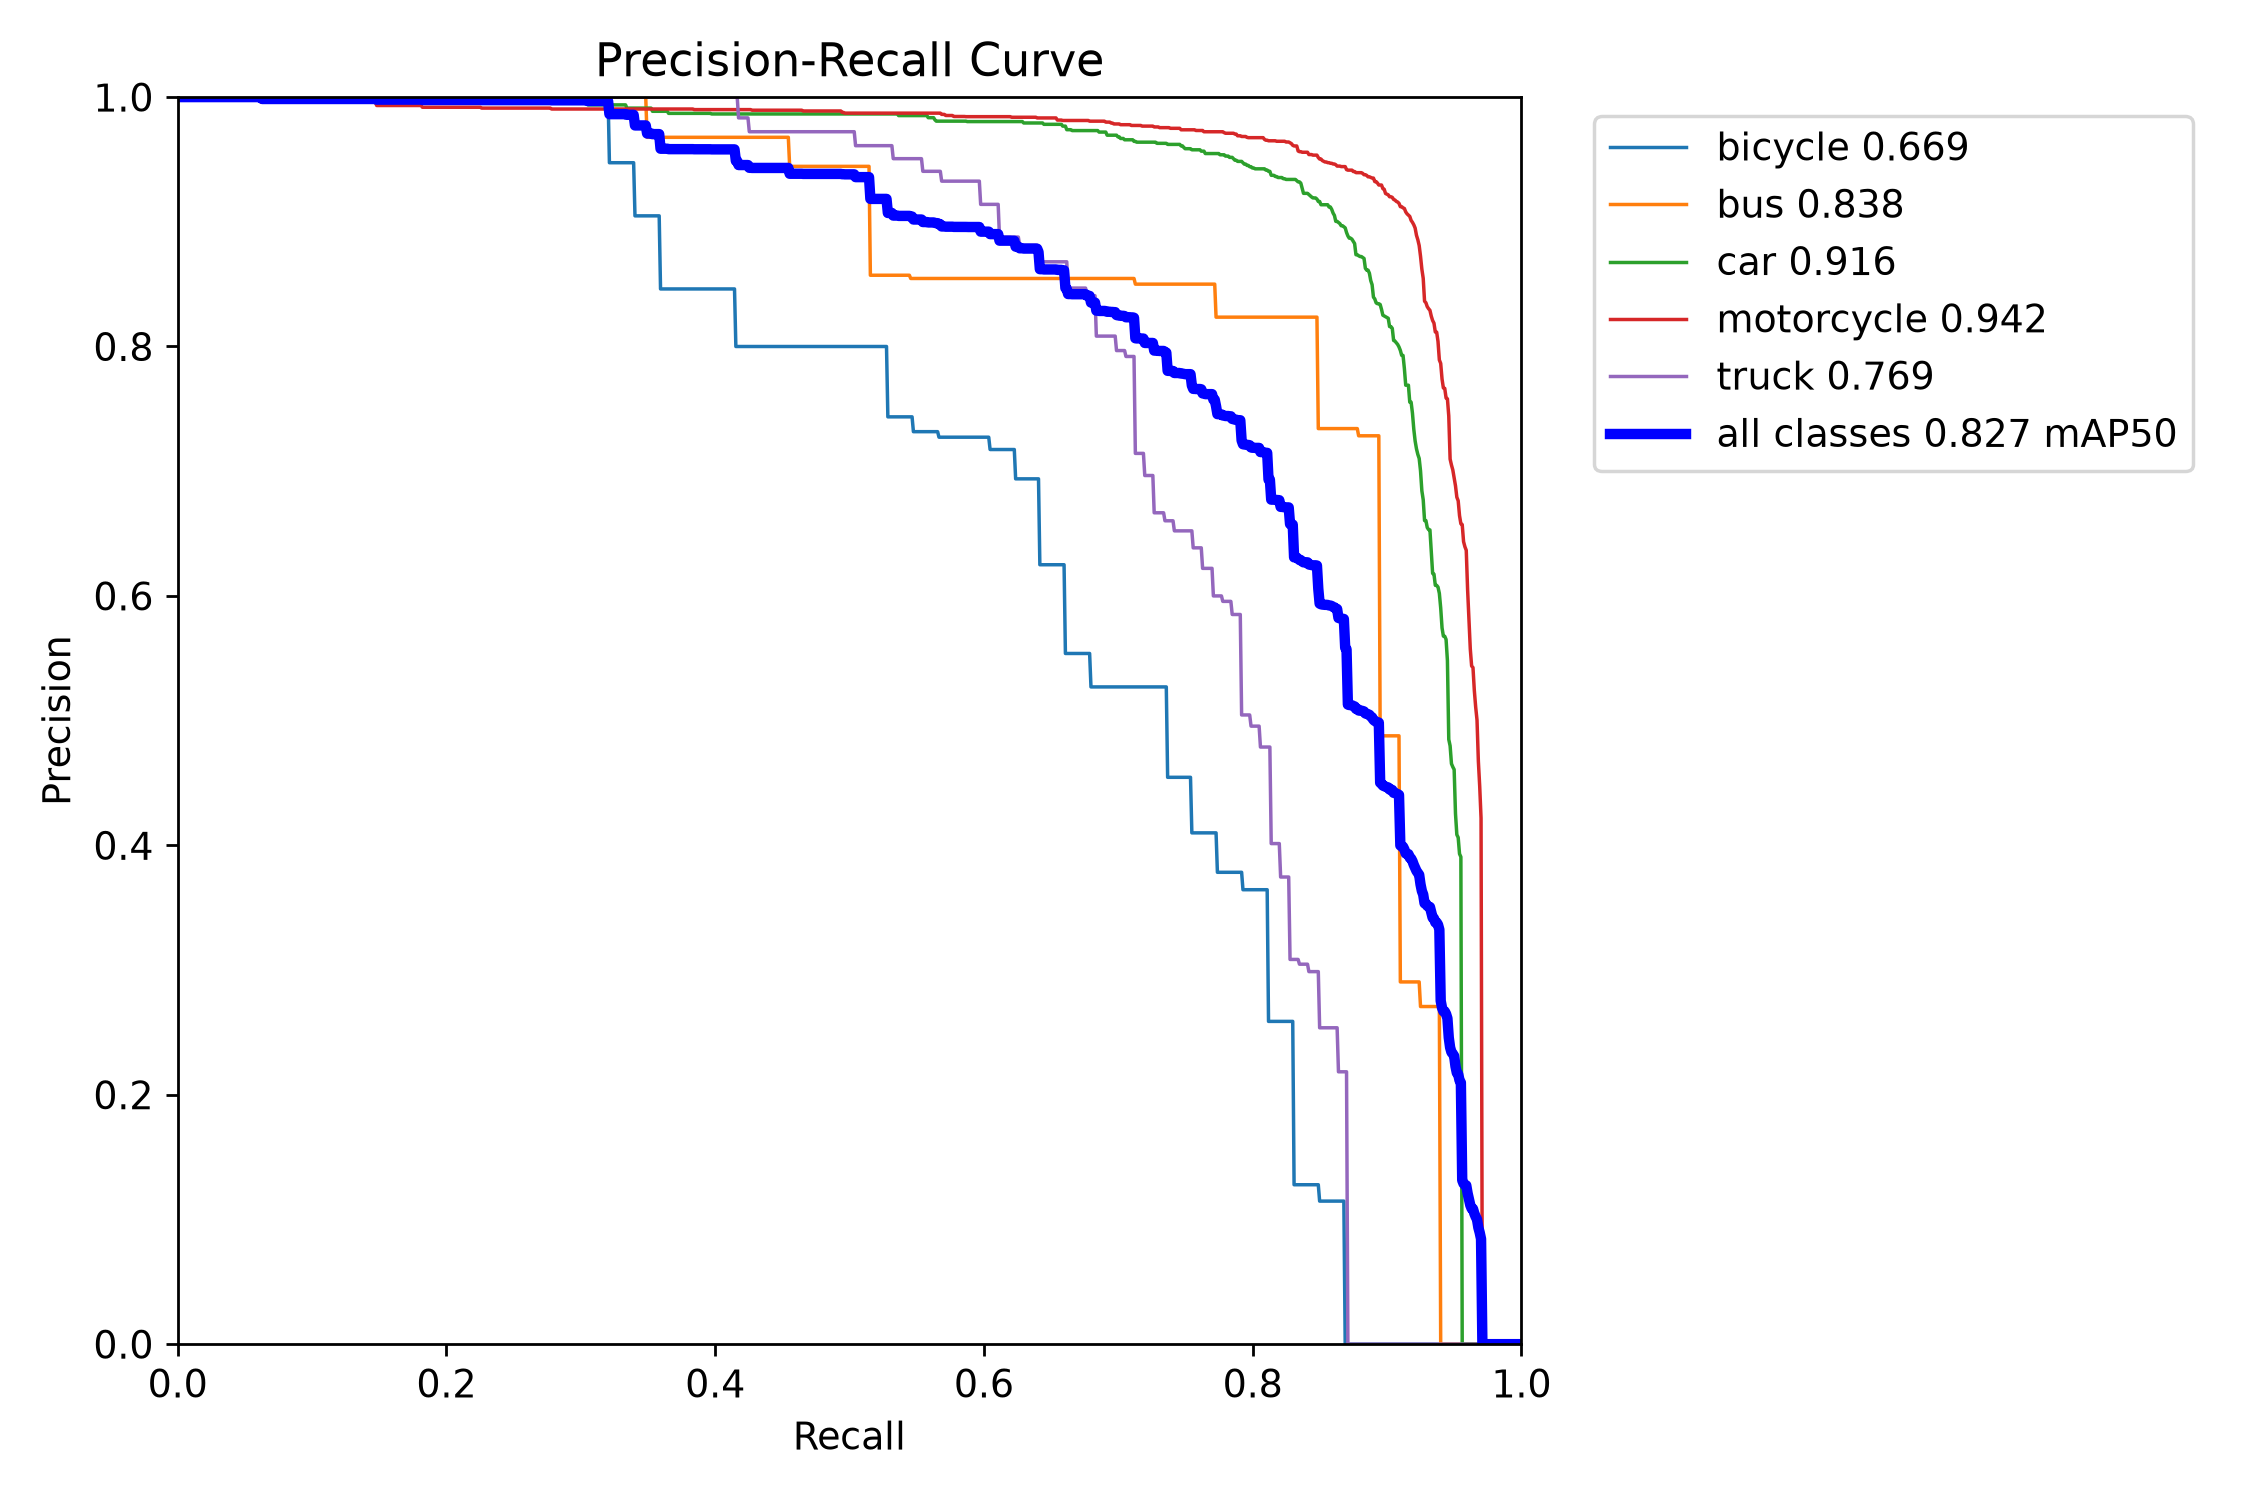 Precision-Recall Curve
1.0
0.8
0.6
0.4
0.2
0.0
Precision
0.0 0.2 0.4 0.6 0.8 1.0
Recall
bicycle 0.669
bus 0.838
car 0.916
motorcycle 0.942
truck 0.769
all classes 0.827 mAP50